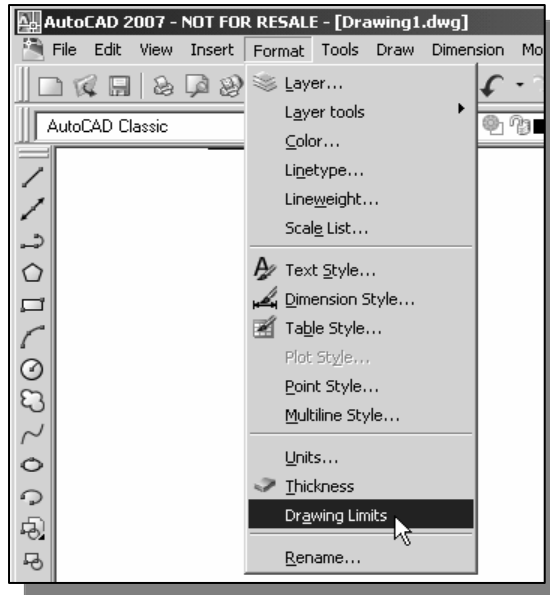 AutoCAD 2007 - NOT FOR RESALE - [Drawing1.dwg]
File Edit View Insert Format Tools Draw Dimension Mo
AutoCAD Classic
Layer...
Layer tools
Color...
Linetype...
Lineweight...
Scale List...
Text Style...
Dimension Style...
Table Style...
Plot Style...
Point Style...
Multiline Style...
Units...
Thickness
Drawing Limits
Rename...